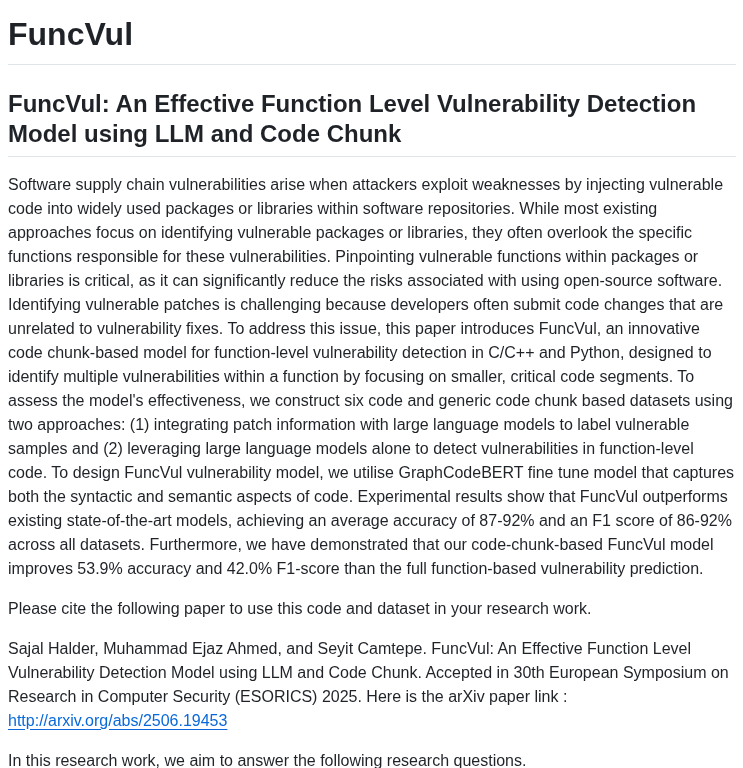 FuncVul
FuncVul: An Effective Function Level Vulnerability Detection
Model using LLM and Code Chunk
Software supply chain vulnerabilities arise when attackers exploit weaknesses by injecting vulnerable
code into widely used packages or libraries within software repositories. While most existing
approaches focus on identifying vulnerable packages or libraries, they often overlook the specific
functions responsible for these vulnerabilities. Pinpointing vulnerable functions within packages or
libraries is critical, as it can significantly reduce the risks associated with using open-source software.
Identifying vulnerable patches is challenging because developers often submit code changes that are
unrelated to vulnerability fixes. To address this issue, this paper introduces FuncVul, an innovative
code chunk-based model for function-level vulnerability detection in C/C++ and Python, designed to
identify multiple vulnerabilities within a function by focusing on smaller, critical code segments. To
assess the model's effectiveness, we construct six code and generic code chunk based datasets using
two approaches: (1) integrating patch information with large language models to label vulnerable
samples and (2) leveraging large language models alone to detect vulnerabilities in function-level
code. To design FuncVul vulnerability model, we utilise GraphCodeBERT fine tune model that captures
both the syntactic and semantic aspects of code. Experimental results show that FuncVul outperforms
existing state-of-the-art models, achieving an average accuracy of 87-92% and an F1 score of 86-92%
across all datasets. Furthermore, we have demonstrated that our code-chunk-based FuncVul model
improves 53.9% accuracy and 42.0% F1-score than the full function-based vulnerability prediction.
Please cite the following paper to use this code and dataset in your research work.
Sajal Halder, Muhammad Ejaz Ahmed, and Seyit Camtepe. FuncVul: An Effective Function Level
Vulnerability Detection Model using LLM and Code Chunk. Accepted in 30th European Symposium on
Research in Computer Security (ESORICS) 2025. Here is the arXiv paper link :
http://arxiv.org/abs/2506.19453
In this research work, we aim to answer the following research questions.